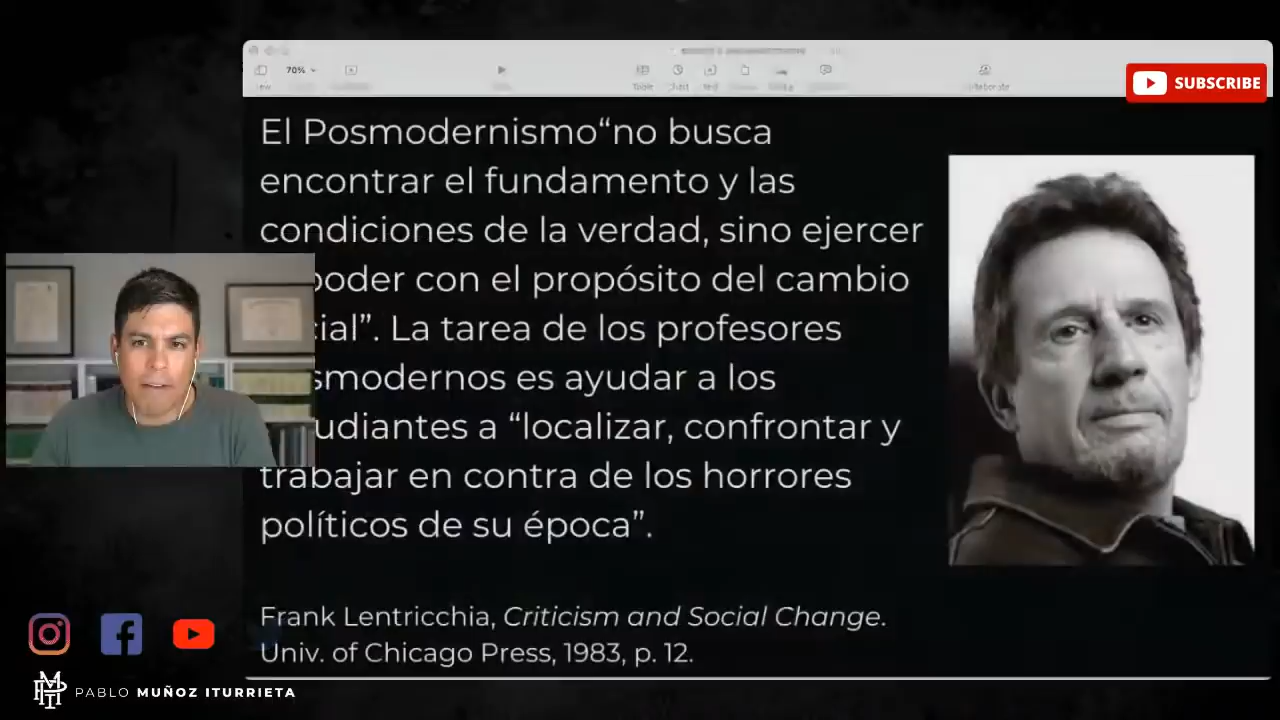 70%
SUBSCRIBE
El Posmodernismo“no busca
encontrar el fundamento y las
condiciones de la verdad, sino ejercer
poder con el propósito del cambio
cial”. La tarea de los profesores
smodernos es ayudar a los
udiantes a “localizar, confrontar y
trabajar en contra de los horrores
políticos de su época”.
Frank Lentricchia, Criticism and Social Change.
Univ. of Chicago Press, 1983, p. 12.
PABLO MUÑOZ ITURRIETA